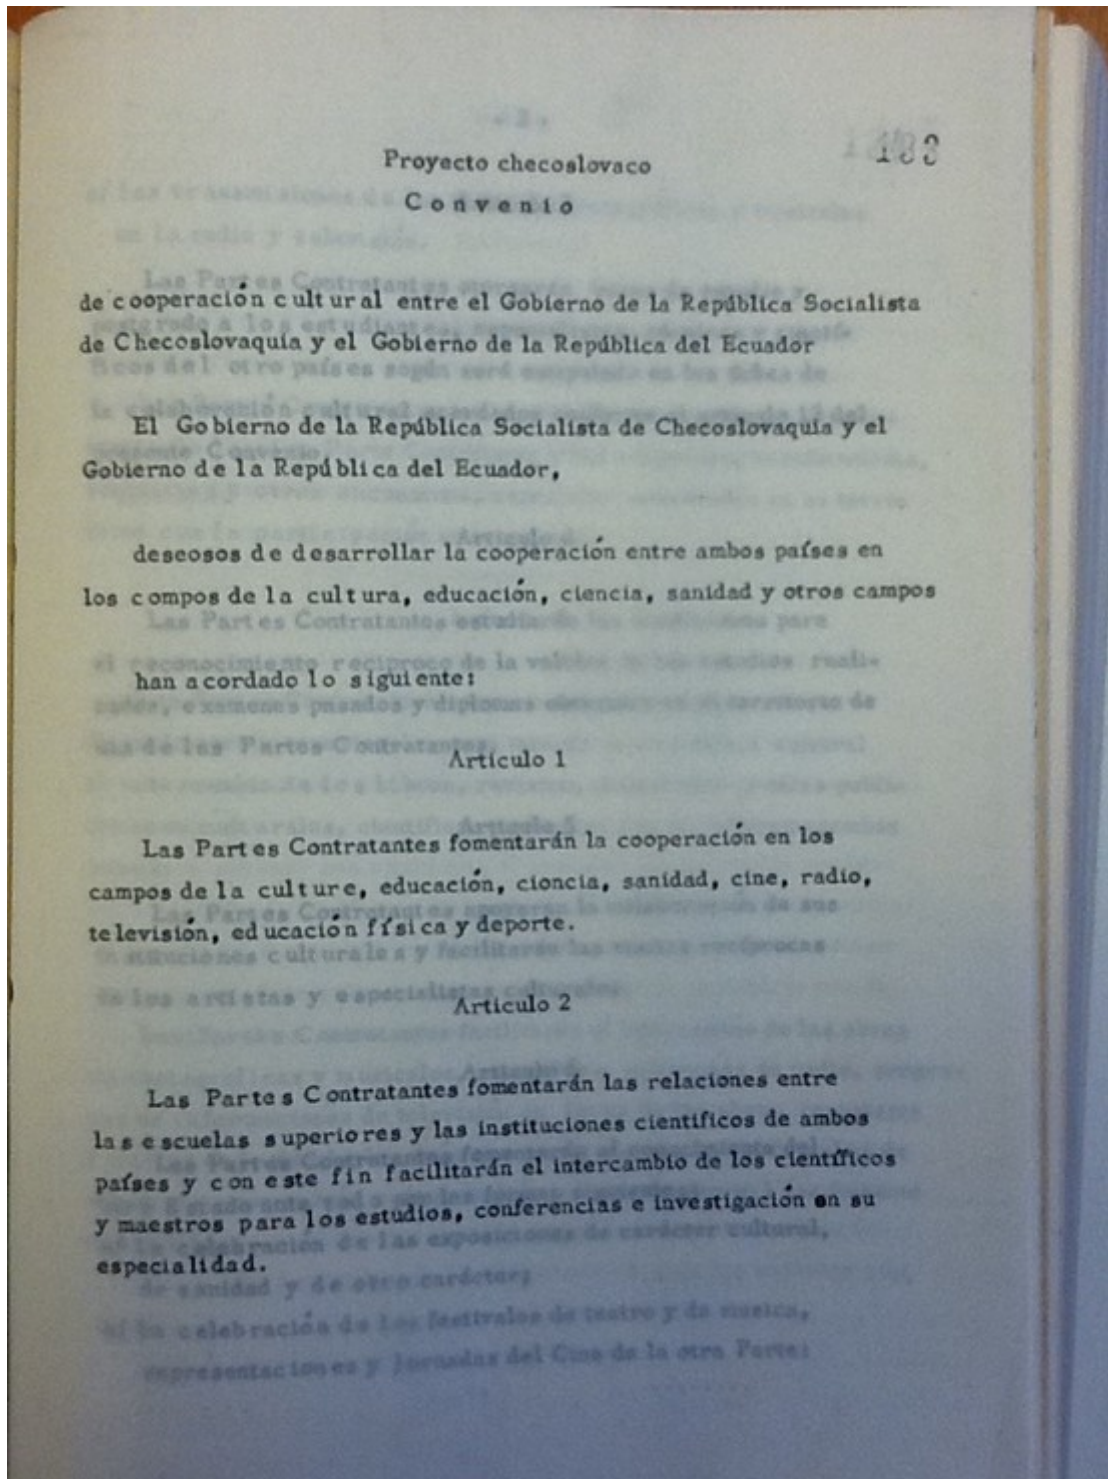 133
Proyecto checoslovaco
Convenio
de cooperación cultural entre el Gobierno de la República Socialista
de Checoslovaquia y el Gobierno de la República del Ecuador
El Gobierno de la República Socialista de Checoslovaquia y el
Gobierno de la República del Ecuador,
deseosos de desarrollar la cooperación entre ambos países en
los compos de la cultura, educación, ciencia, sanidad y otros campos
han acordado lo siguiente:
Artículo 1
Las Partes Contratantes fomentarán la cooperación en los
campos de la culture, educación, cioncia, sanidad, cine, radio,
televisión, educación física y deporte.
Artículo 2
Las Partes Contratantes fomentarán las relaciones entre
las escuelas superiores y las instituciones científicos de ambos
países y con este fin facilitarán el intercambio de los científicos
y maestros para los estudios, conferencias e investigación en su
especialidad.